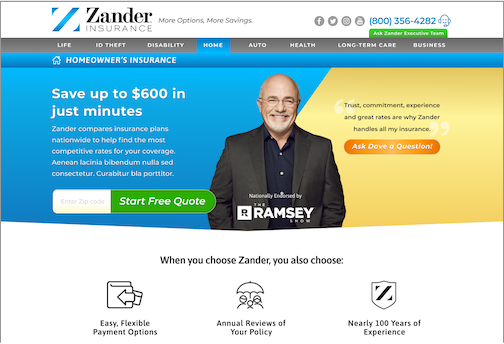 Zander
INSURANCE
More Options, More Savings.
(800) 356-4282
Ask Zander Executive Team
LIFE ID THEFT DISABILITY HOME AUTO HEALTH LONG-TERM CARE BUSINESS
HOMEOWNER'S INSURANCE
Save up to $600 in
just minutes
Zander compares insurance plans
nationwide to help find the most
competitive rates for your coverage.
Aenean lacinia bibendum nulla sed
consectetur. Curabitur bla porttitor.
Enter Zip code
Start Free Quote
Nationally Endorsed by
R THE
RAMSEY
SHOW
Trust, commitment, experience
and great rates are why Zander
handles all my insurance.
Ask Dave a Question!
When you choose Zander, you also choose:
Easy, Flexible
Payment Options
Annual Reviews of
Your Policy
Nearly 100 Years of
Experience